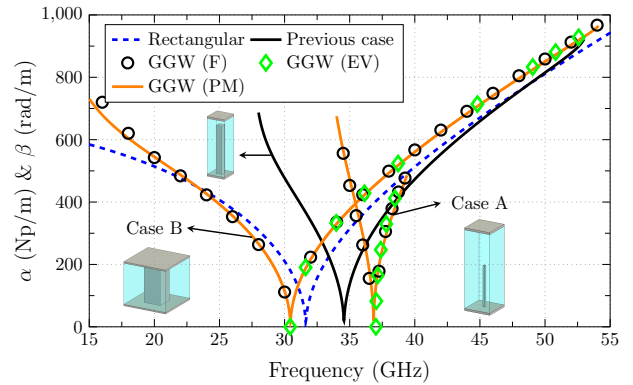 Rectangular
Previous case
GGW (F)
GGW (EV)
GGW (PM)
Case B
Case A
1,000
800
600
400
200
0
15 20 25 30 35 40 45 50 55
Frequency (GHz)
α (Np/m) & β (rad/m)